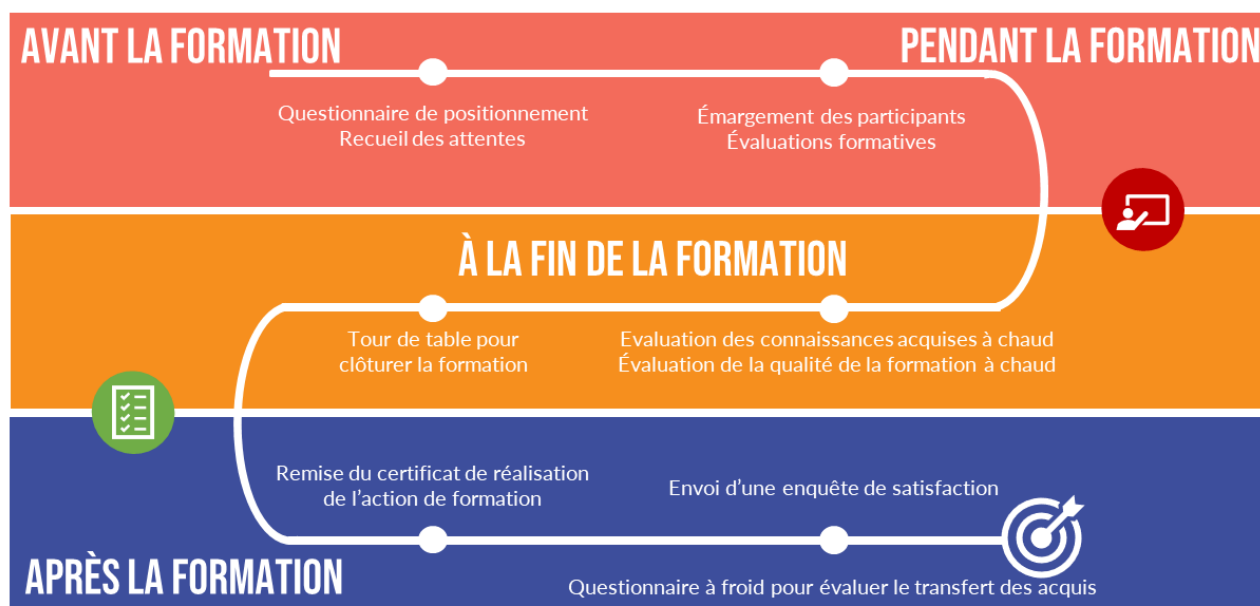 AVANT LA FORMATION
PENDANT LA FORMATION
Questionnaire de positionnement
Recueil des attentes
Émargement des participants
Évaluations formatives
À LA FIN DE LA FORMATION
Tour de table pour
clôturer la formation
Evaluation des connaissances acquises à chaud
Évaluation de la qualité de la formation à chaud
Remise du certificat de réalisation
de l’action de formation
Envoi d’une enquête de satisfaction
APRÈS LA FORMATION
Questionnaire à froid pour évaluer le transfert des acquis